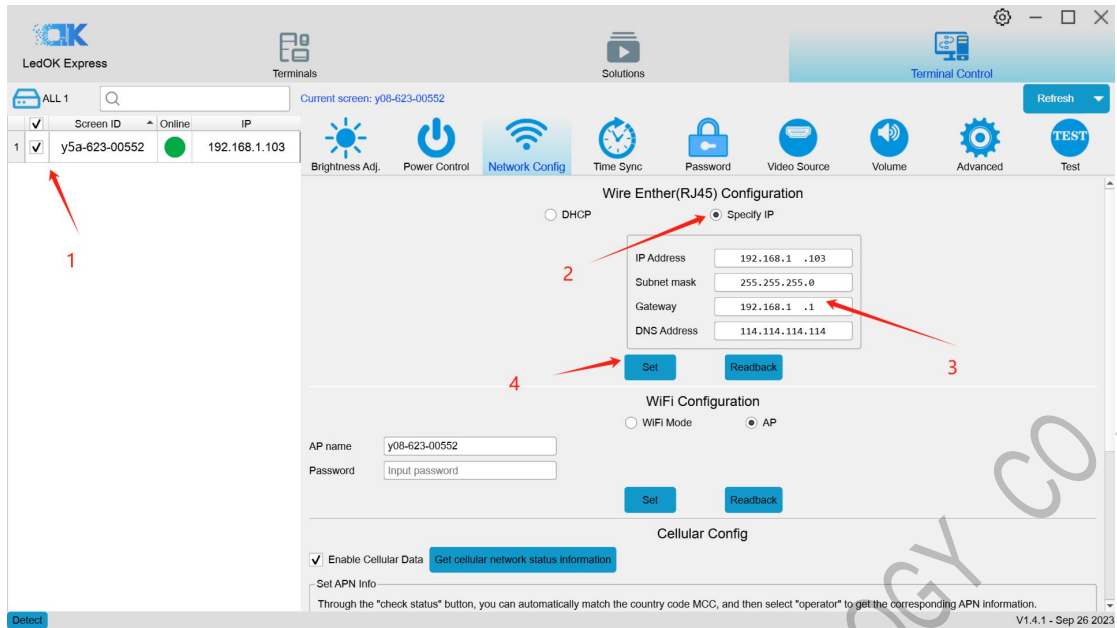 LedOK Express
Terminals
Solutions
Terminal Control
ALL 1
Current screen: y08-623-00552
Refresh
Screen ID Online IP
1 y5a-623-00552 192.168.1.103
Brightness Adj. Power Control Network Config Time Sync Password Video Source Volume Advanced TEST Test
Wire Enther(RJ45) Configuration
DHCP Specify IP
1
2
IP Address 192.168.1 .103
Subnet mask 255.255.255.0
Gateway 192.168.1 .1
DNS Address 114.114.114.114
3
4
Set Readback
WiFi Configuration
WiFi Mode AP
AP name y08-623-00552
Password Input password
Set Readback
Cellular Config
Enable Cellular Data Get cellular network status information
Set APN Info
Through the "check status" button, you can automatically match the country code MCC, and then select "operator" to get the corresponding APN information.
Detect
V1.4.1 - Sep 26 2023
OGY CO